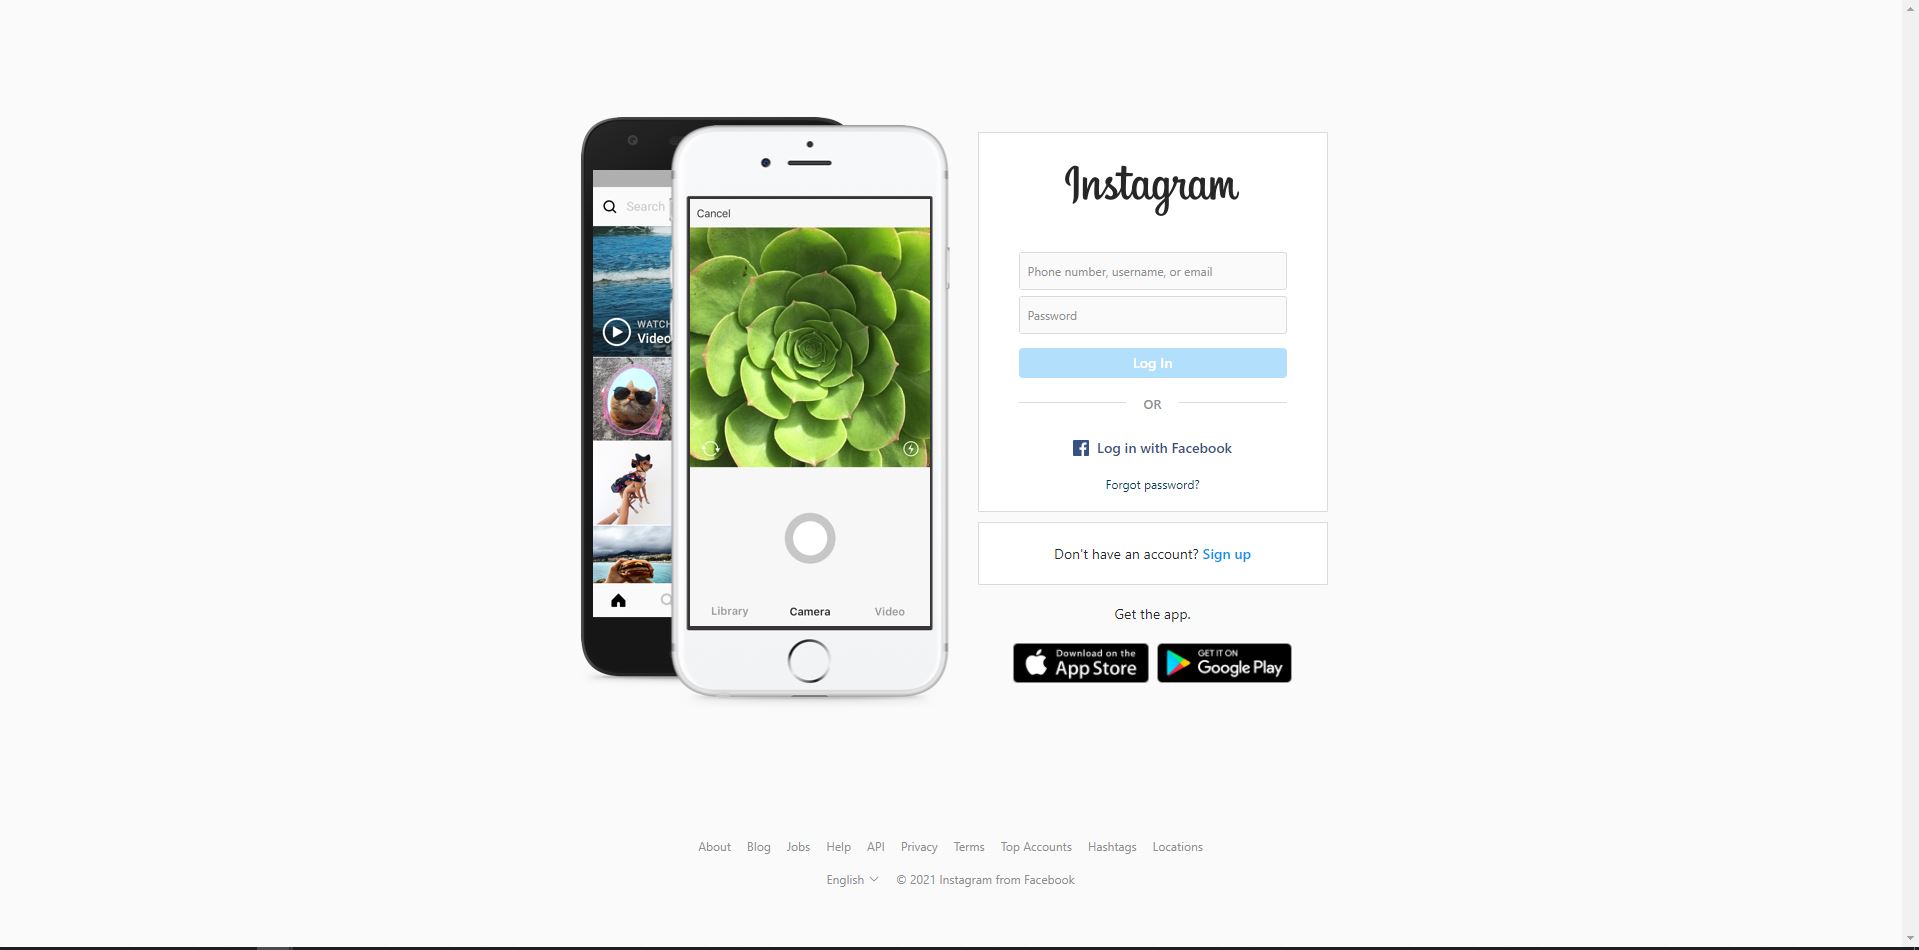 Search
WATCH
Video
Cancel
Library Camera Video
Instagram
Phone number, username, or email
Password
Log In
OR
Log in with Facebook
Forgot password?
Don't have an account? Sign up
Get the app.
Download on the
App Store
GET IT ON
Google Play
About Blog Jobs Help API Privacy Terms Top Accounts Hashtags Locations
English © 2021 Instagram from Facebook